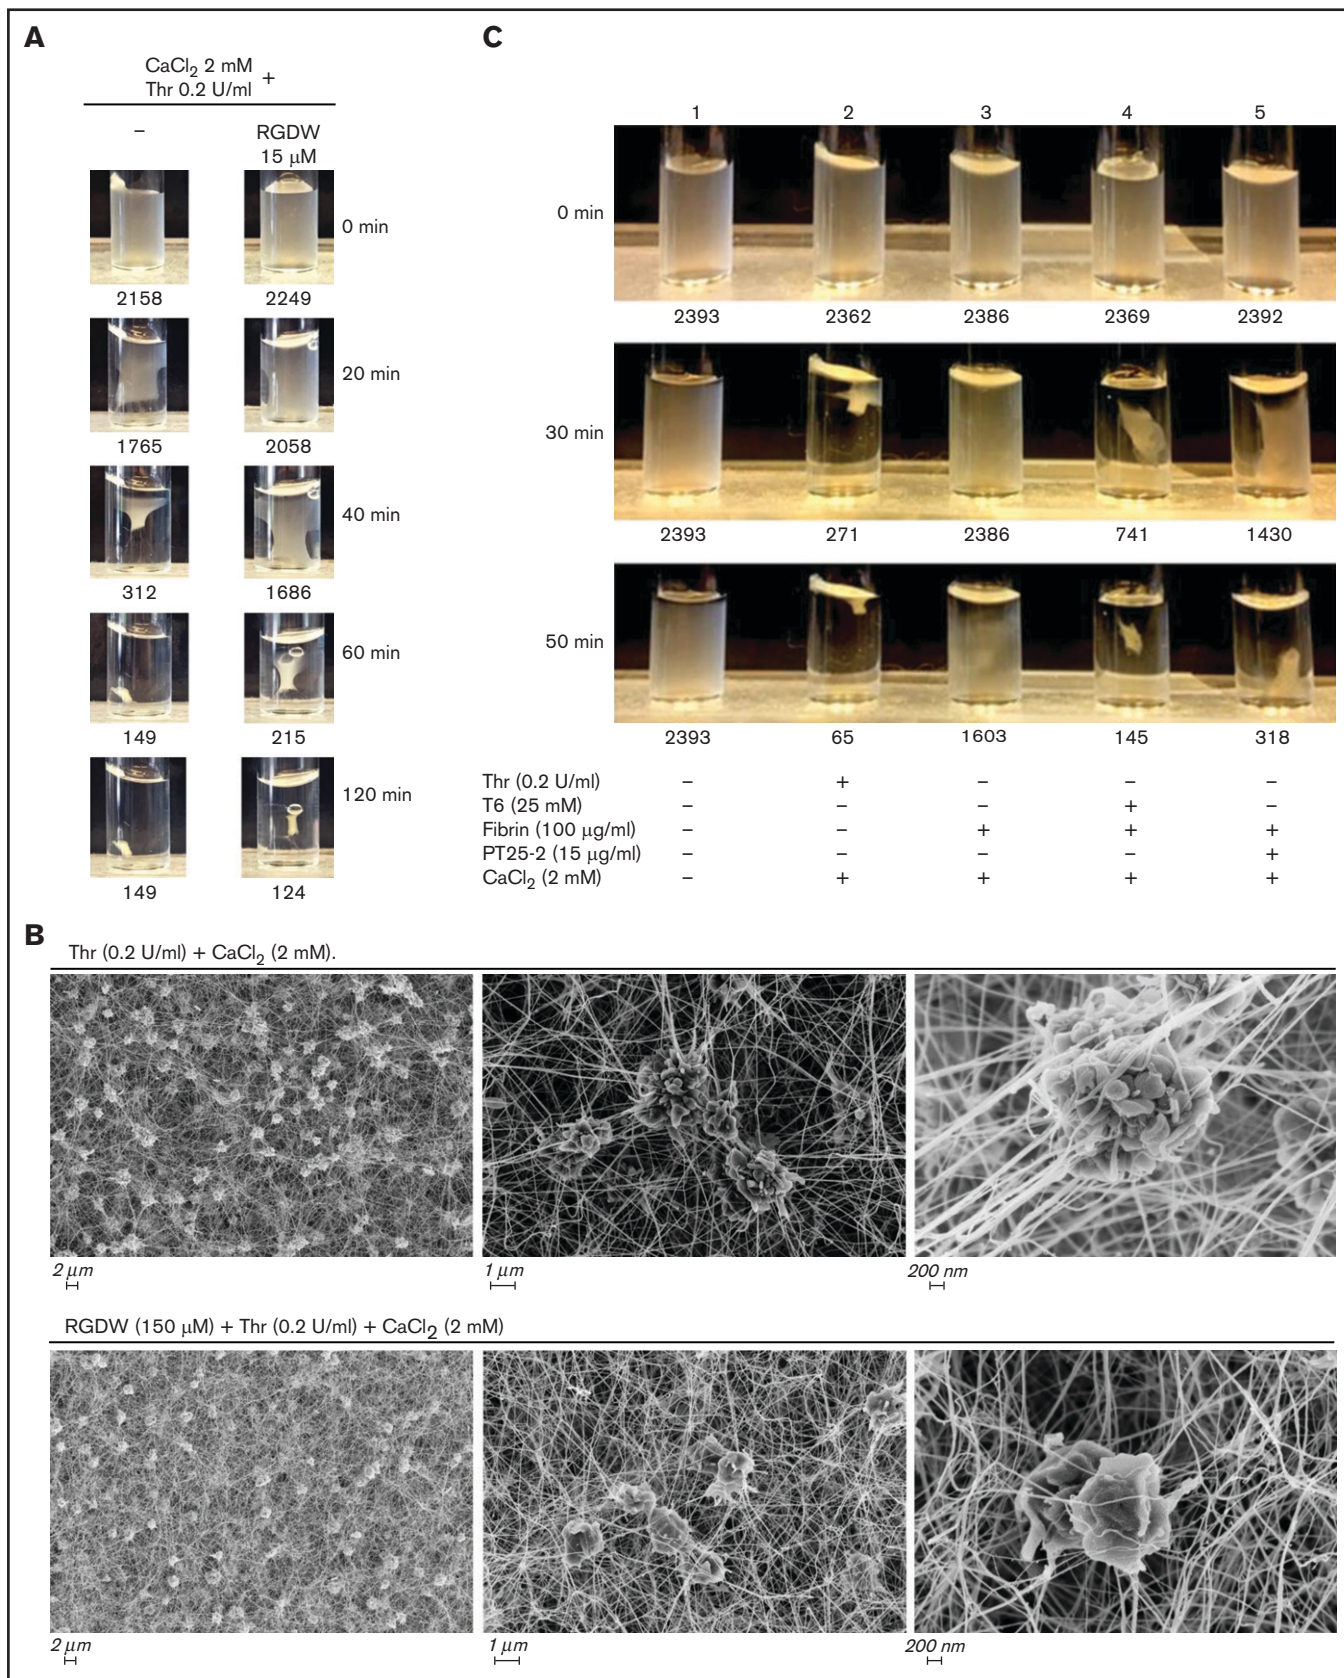 A
CaCl₂ 2 mM
Thr 0.2 U/ml +
– RGDW
15 μM
0 min
2158 2249
20 min
1765 2058
40 min
312 1686
60 min
149 215
120 min
149 124
C
1 2 3 4 5
0 min
2393 2362 2386 2369 2392
30 min
2393 271 2386 741 1430
50 min
2393 65 1603 145 318
Thr (0.2 U/ml) – + – – –
T6 (25 mM) – – – + –
Fibrin (100 μg/ml) – – + + +
PT25-2 (15 μg/ml) – – – – +
CaCl₂ (2 mM) – + + + +
B
Thr (0.2 U/ml) + CaCl₂ (2 mM).
2 μm 1 μm 200 nm
RGDW (150 μM) + Thr (0.2 U/ml) + CaCl₂ (2 mM)
2 μm 1 μm 200 nm